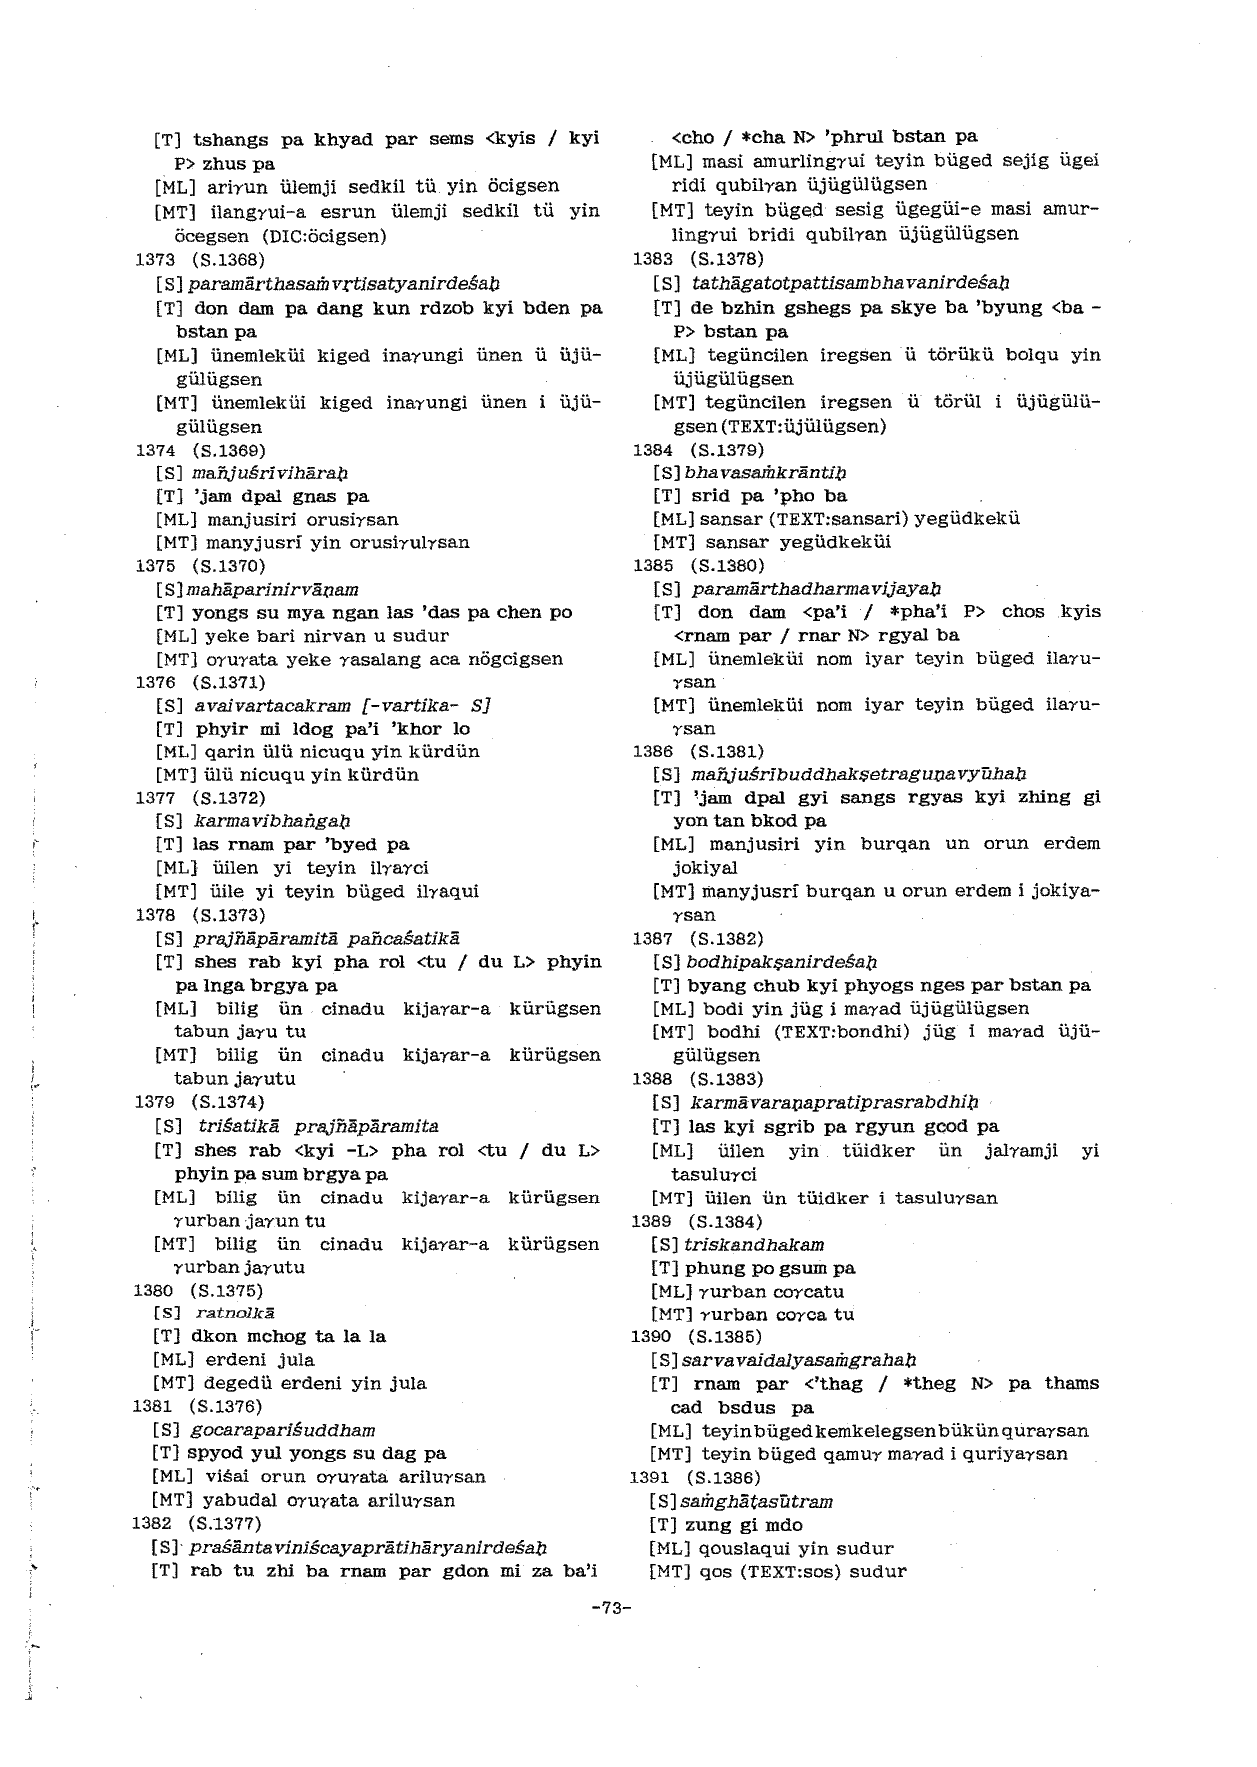 [T] tshangs pa khyad par sems <kyis / kyi
P> zhus pa
[ML] ariγun ülemji sedkil tü yin öcigsen
[MT] ilangγui-a esrun ülemji sedkil tü yin
öcegsen (DIC:öcigsen)
1373 (S.1368)
[S] paramārthasaṁvṛtisatyanirdeśaḥ
[T] don dam pa dang kun rdzob kyi bden pa
bstan pa
[ML] ünemleküi kiged inaγungi ünen ü üjü-
gülügsen
[MT] ünemleküi kiged inaγungi ünen i üjü-
gülügsen
1374 (S.1369)
[S] mañjuśrīvihāraḥ
[T] 'jam dpal gnas pa
[ML] manjusiri orusiγsan
[MT] manyjusrī yin orusiγulγsan
1375 (S.1370)
[S] mahāparinirvāṇam
[T] yongs su mya ngan las 'das pa chen po
[ML] yeke bari nirvan u sudur
[MT] oγuγata yeke γasalang aca nögcigsen
1376 (S.1371)
[S] avaivartacakram [-vartika- S]
[T] phyir mi ldog pa'i 'khor lo
[ML] qarin ülü nicuqu yin kürdün
[MT] ülü nicuqu yin kürdün
1377 (S.1372)
[S] karmavibhaṅgaḥ
[T] las rnam par 'byed pa
[ML] üilen yi teyin ilγaγci
[MT] üile yi teyin büged ilγaqui
1378 (S.1373)
[S] prajñāpāramitā pañcaśatikā
[T] shes rab kyi pha rol <tu / du L> phyin
pa lnga brgya pa
[ML] bilig ün cinadu kijaγar-a kürügsen
tabun jaγu tu
[MT] bilig ün cinadu kijaγar-a kürügsen
tabun jaγutu
1379 (S.1374)
[S] triśatikā prajñāpāramita
[T] shes rab <kyi -L> pha rol <tu / du L>
phyin pa sum brgya pa
[ML] bilig ün cinadu kijaγar-a kürügsen
γurban jaγun tu
[MT] bilig ün cinadu kijaγar-a kürügsen
γurban jaγutu
1380 (S.1375)
[S] ratnolkā
[T] dkon mchog ta la la
[ML] erdeni jula
[MT] degedü erdeni yin jula
1381 (S.1376)
[S] gocarapariśuddham
[T] spyod yul yongs su dag pa
[ML] viśai orun oγuγata ariluγsan
[MT] yabudal oγuγata ariluγsan
1382 (S.1377)
[S] praśāntaviniścayaprātihāryanirdeśaḥ
[T] rab tu zhi ba rnam par gdon mi za ba'i
<cho / *cha N> 'phrul bstan pa
[ML] masi amurlingγui teyin büged sejig ügei
ridi qubilγan üjügülügsen
[MT] teyin büged sesig ügegüi-e masi amur-
lingγui bridi qubilγan üjügülügsen
1383 (S.1378)
[S] tathāgatotpattisambhavanirdeśaḥ
[T] de bzhin gshegs pa skye ba 'byung <ba -
P> bstan pa
[ML] tegüncilen iregsen ü törükü bolqu yin
üjügülügsen
[MT] tegüncilen iregsen ü törül i üjügülü-
gsen (TEXT:üjülügsen)
1384 (S.1379)
[S] bhavasaṁkrāntiḥ
[T] srid pa 'pho ba
[ML] sansar (TEXT:sansari) yegüdkekü
[MT] sansar yegüdkeküi
1385 (S.1380)
[S] paramārthadharmavijayaḥ
[T] don dam <pa'i / *pha'i P> chos kyis
<rnam par / rnar N> rgyal ba
[ML] ünemleküi nom iyar teyin büged ilaγu-
γsan
[MT] ünemleküi nom iyar teyin büged ilaγu-
γsan
1386 (S.1381)
[S] mañjuśrībuddhakṣetraguṇavyūhaḥ
[T] 'jam dpal gyi sangs rgyas kyi zhing gi
yon tan bkod pa
[ML] manjusiri yin burqan un orun erdem
jokiyal
[MT] manyjusrī burqan u orun erdem i jokiya-
γsan
1387 (S.1382)
[S] bodhipakṣanirdeśaḥ
[T] byang chub kyi phyogs nges par bstan pa
[ML] bodi yin jüg i maγad üjügülügsen
[MT] bodhi (TEXT:bondhi) jüg i maγad üjü-
gülügsen
1388 (S.1383)
[S] karmāvaraṇapratiprasrabdhiḥ
[T] las kyi sgrib pa rgyun gcod pa
[ML] üilen yin tüidker ün jalγamji yi
tasuluγci
[MT] üilen ün tüidker i tasuluγsan
1389 (S.1384)
[S] triskandhakam
[T] phung po gsum pa
[ML] γurban coγcatu
[MT] γurban coγca tu
1390 (S.1385)
[S] sarvavaidalyasaṁgrahaḥ
[T] rnam par <'thag / *theg N> pa thams
cad bsdus pa
[ML] teyin büged kemkelegsen bükün quraγsan
[MT] teyin büged qamuγ maγad i quriyaγsan
1391 (S.1386)
[S] saṁghāṭasūtram
[T] zung gi mdo
[ML] qouslaqui yin sudur
[MT] qos (TEXT:sos) sudur
-73-